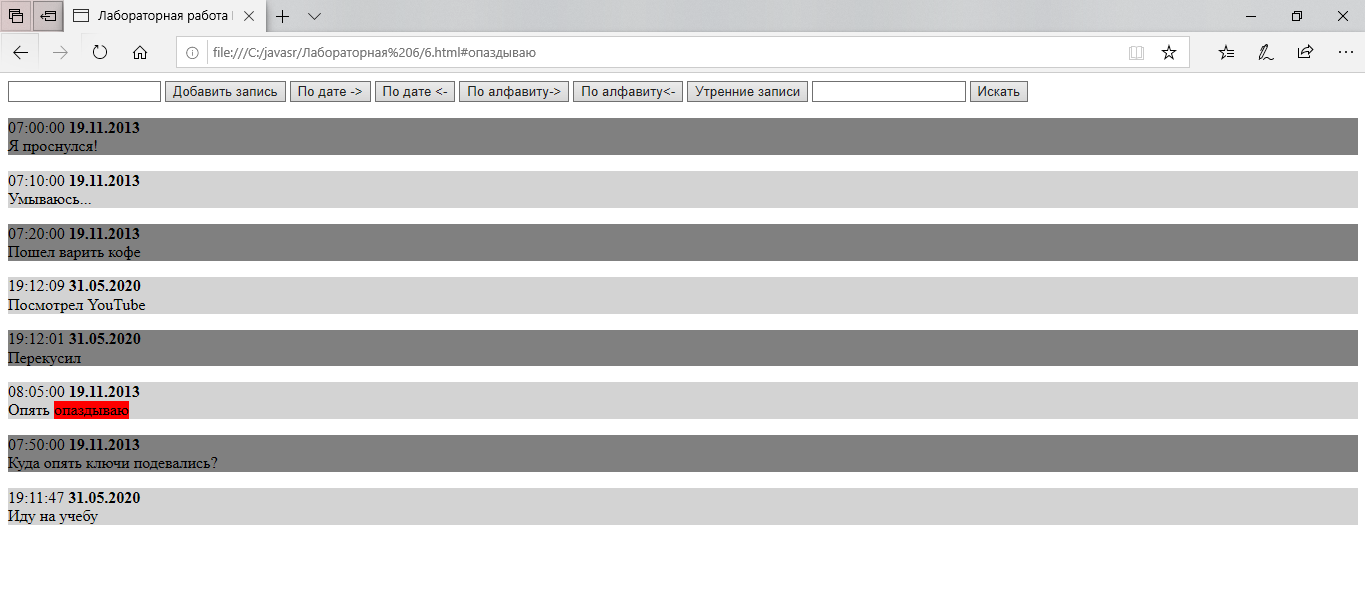 Лабораторная работа
file:///C:/javasr/Лабораторная%206/6.html#опаздываю
Добавить запись По дате -> По дате <- По алфавиту-> По алфавиту<- Утренние записи Искать
07:00:00 19.11.2013
Я проснулся!
07:10:00 19.11.2013
Умываюсь...
07:20:00 19.11.2013
Пошел варить кофе
19:12:09 31.05.2020
Посмотрел YouTube
19:12:01 31.05.2020
Перекусил
08:05:00 19.11.2013
Опять опаздываю
07:50:00 19.11.2013
Куда опять ключи подевались?
19:11:47 31.05.2020
Иду на учебу